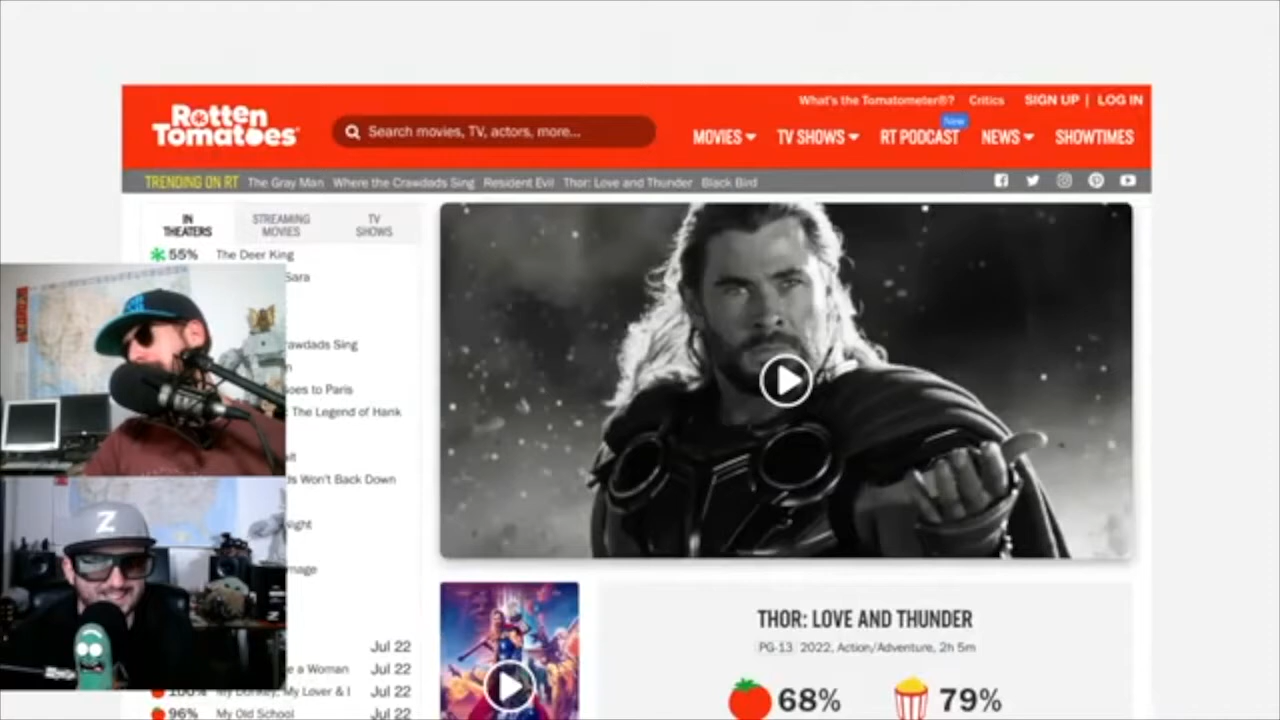 What's the Tomatometer®? Critics SIGN UP | LOG IN
Rotten
Tomatoes
Search movies, TV, actors, more...
New
MOVIES TV SHOWS RT PODCAST NEWS SHOWTIMES
TRENDING ON RT The Gray Man Where the Crawdads Sing Resident Evil Thor: Love and Thunder Black Bird
IN THEATERS
STREAMING MOVIES
TV SHOWS
55% The Deer King
Sara
awdads Sing
oes to Paris
: The Legend of Hank
s Won't Back Down
Z
Jul 22
e a Woman Jul 22
100% My Donkey, My Lover & I Jul 22
96% My Old School Jul 22
THOR: LOVE AND THUNDER
PG-13, 2022, Action/Adventure, 2h 5m
68% 79%